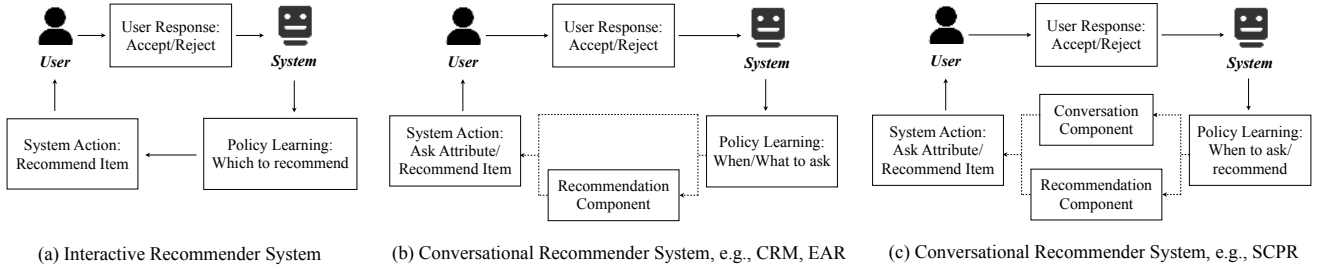 User Response:
Accept/Reject
User
System
System Action:
Recommend Item
Policy Learning:
Which to recommend
(a) Interactive Recommender System
User Response:
Accept/Reject
User
System
System Action:
Ask Attribute/
Recommend Item
Policy Learning:
When/What to ask
Recommendation
Component
(b) Conversational Recommender System, e.g., CRM, EAR
User Response:
Accept/Reject
User
System
Conversation
Component
System Action:
Ask Attribute/
Recommend Item
Policy Learning:
When to ask/
recommend
Recommendation
Component
(c) Conversational Recommender System, e.g., SCPR